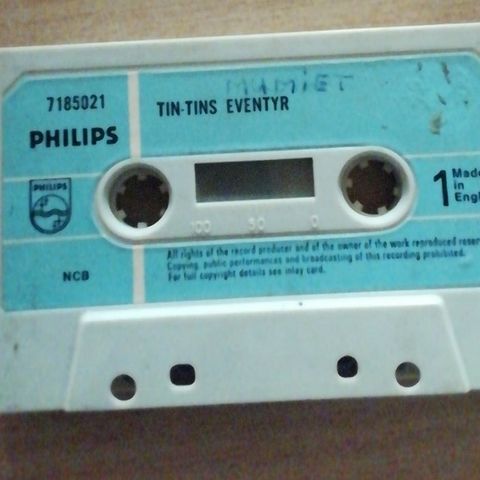 MUMIET
7185021
TIN-TINS EVENTYR
PHILIPS
PHILIPS
1
Made
in
Engl
100 50 0
All rights of the record producer and of the owner of the work reproduced reser
Copying, public performances and broadcasting of this recording prohibited.
For full copyright details see inlay card.
NCB